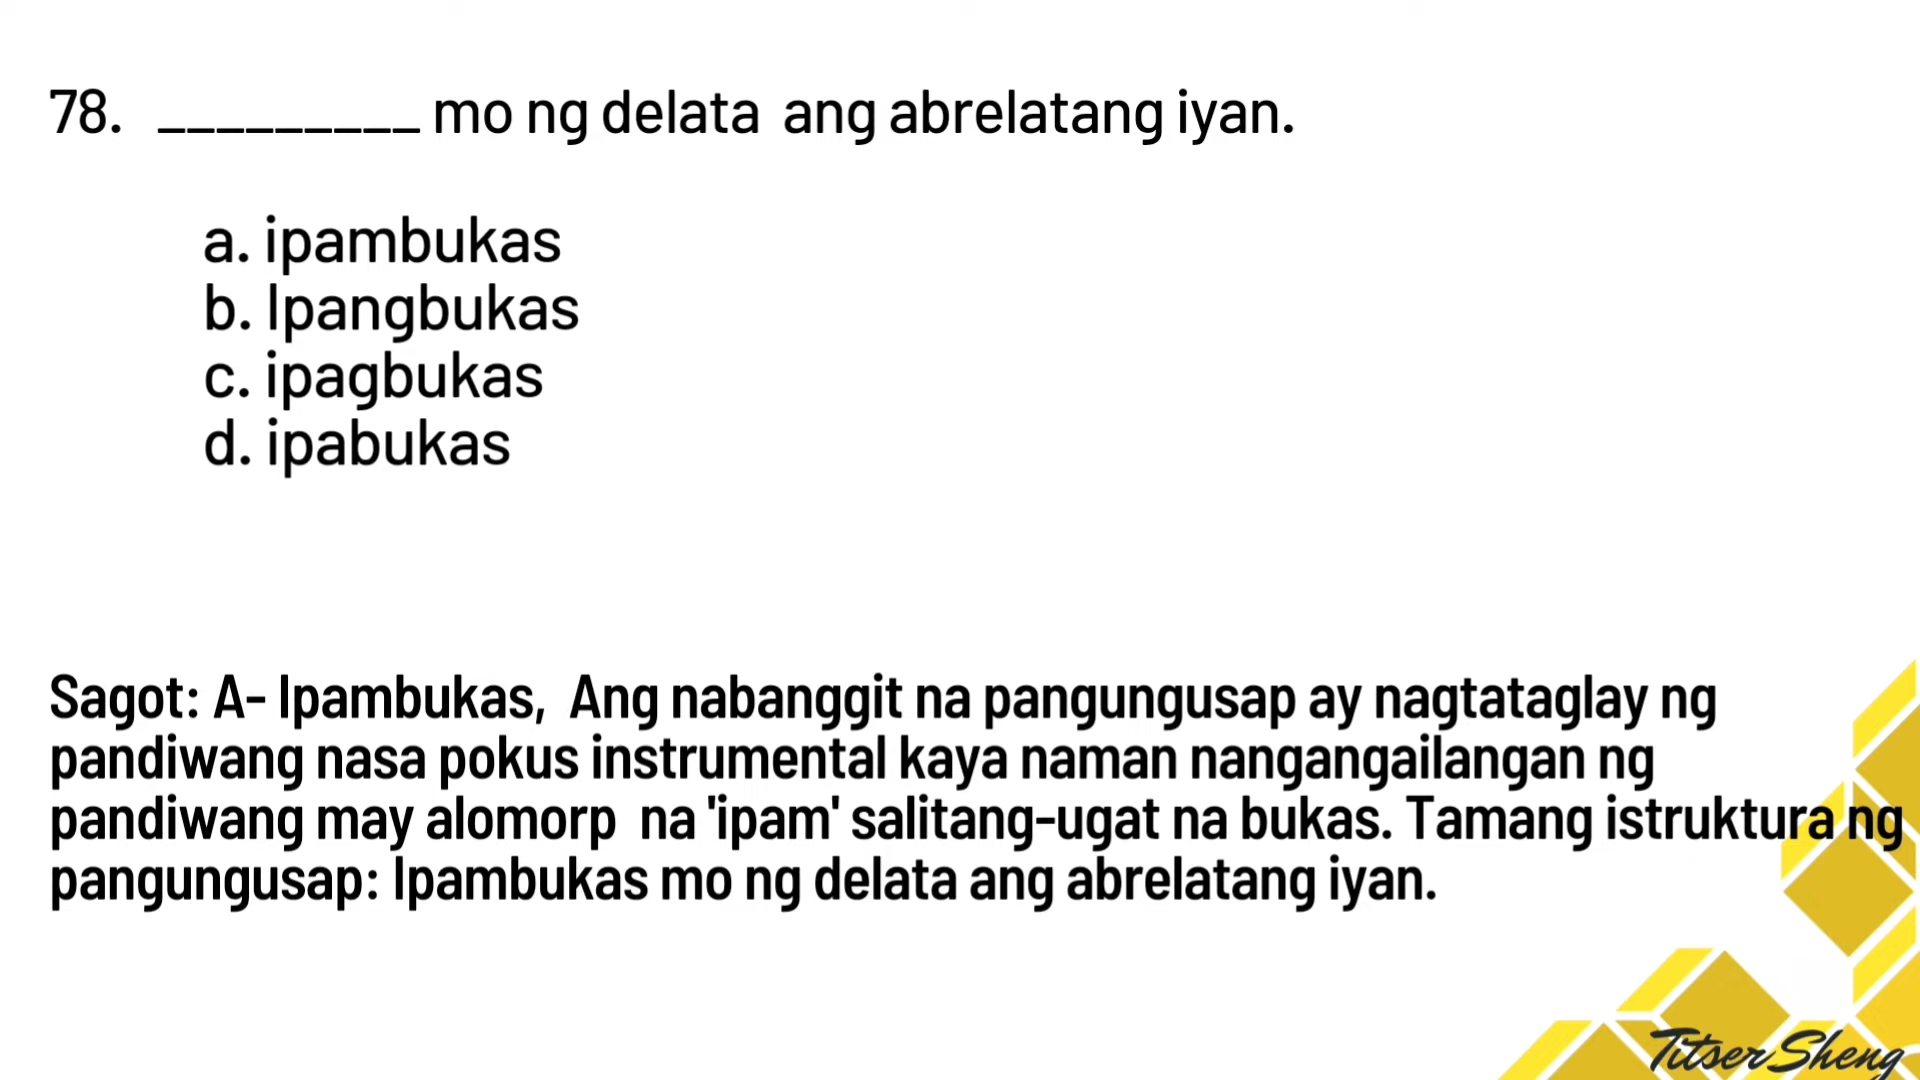 78. _________ mo ng delata ang abrelatang iyan.
a. ipambukas
b. Ipangbukas
c. ipagbukas
d. ipabukas
Sagot: A- Ipambukas, Ang nabanggit na pangungusap ay nagtataglay ng
pandiwang nasa pokus instrumental kaya naman nangangailangan ng
pandiwang may alomorp na 'ipam' salitang-ugat na bukas. Tamang istruktura ng
pangungusap: Ipambukas mo ng delata ang abrelatang iyan.
Titser Sheng